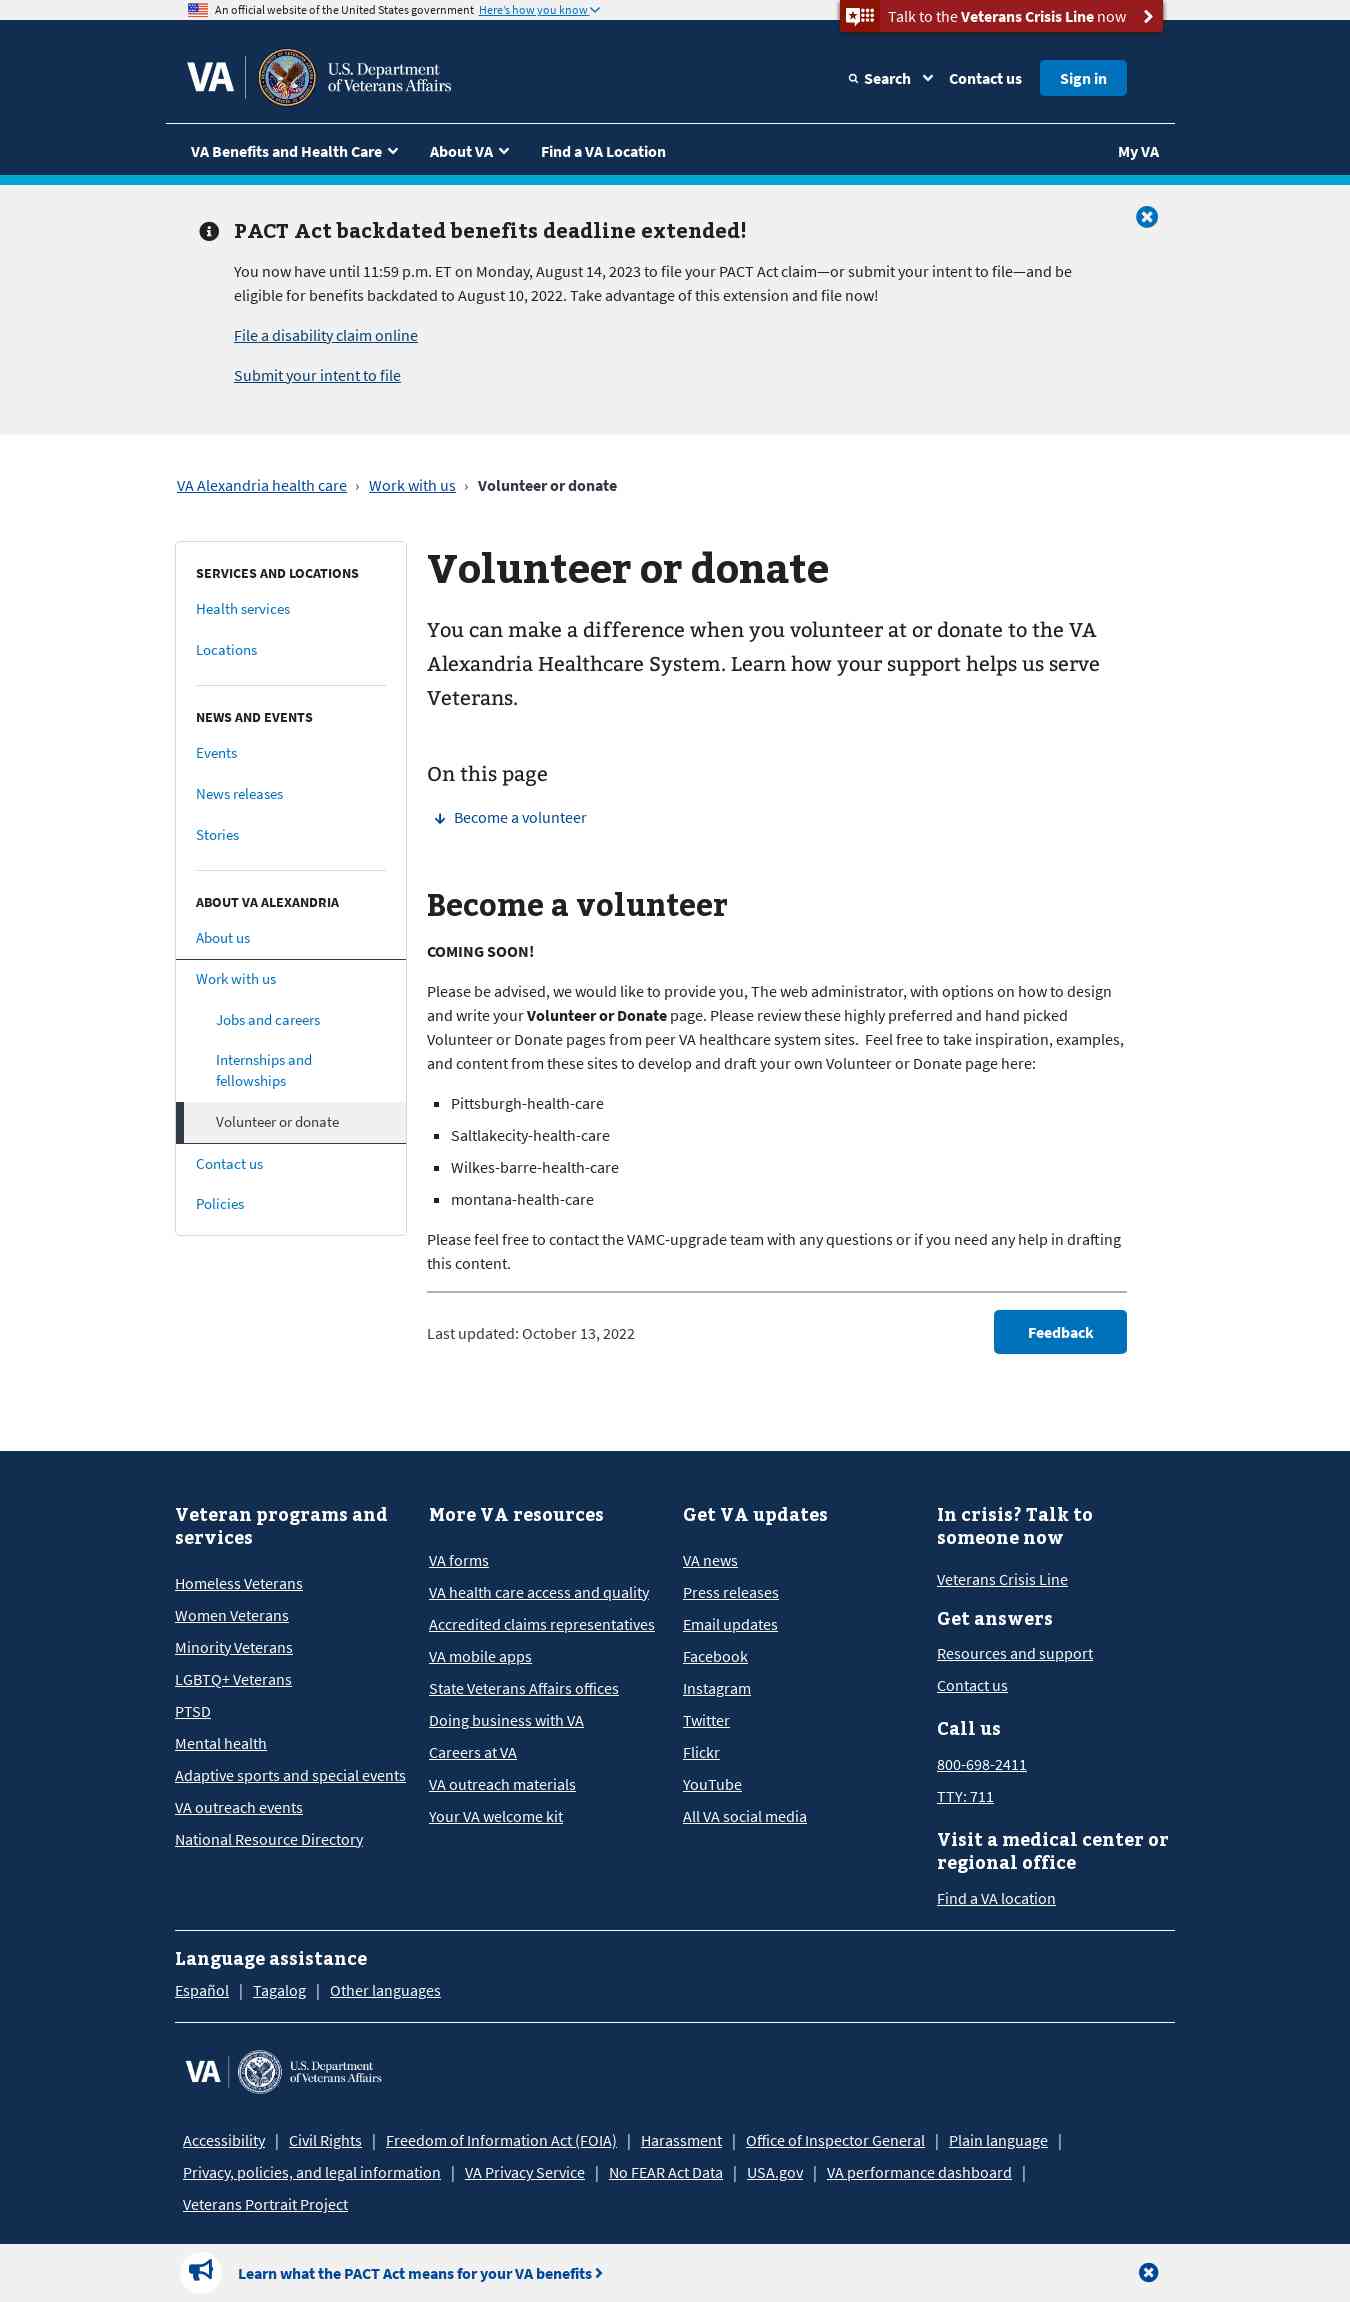 An official website of the United States government Here's how you know
Talk to the Veterans Crisis Line now
VA
U.S. Department
of Veterans Affairs
Search
Contact us
Sign in
VA Benefits and Health Care
About VA
Find a VA Location
My VA
PACT Act backdated benefits deadline extended!
You now have until 11:59 p.m. ET on Monday, August 14, 2023 to file your PACT Act claim—or submit your intent to file—and be
eligible for benefits backdated to August 10, 2022. Take advantage of this extension and file now!
File a disability claim online
Submit your intent to file
VA Alexandria health care › Work with us › Volunteer or donate
SERVICES AND LOCATIONS
Health services
Locations
NEWS AND EVENTS
Events
News releases
Stories
ABOUT VA ALEXANDRIA
About us
Work with us
Jobs and careers
Internships and
fellowships
Volunteer or donate
Contact us
Policies
Volunteer or donate
You can make a difference when you volunteer at or donate to the VA
Alexandria Healthcare System. Learn how your support helps us serve
Veterans.
On this page
Become a volunteer
Become a volunteer
COMING SOON!
Please be advised, we would like to provide you, The web administrator, with options on how to design
and write your Volunteer or Donate page. Please review these highly preferred and hand picked
Volunteer or Donate pages from peer VA healthcare system sites.  Feel free to take inspiration, examples,
and content from these sites to develop and draft your own Volunteer or Donate page here:
Pittsburgh-health-care
Saltlakecity-health-care
Wilkes-barre-health-care
montana-health-care
Please feel free to contact the VAMC-upgrade team with any questions or if you need any help in drafting
this content.
Last updated: October 13, 2022
Feedback
Veteran programs and
services
Homeless Veterans
Women Veterans
Minority Veterans
LGBTQ+ Veterans
PTSD
Mental health
Adaptive sports and special events
VA outreach events
National Resource Directory
More VA resources
VA forms
VA health care access and quality
Accredited claims representatives
VA mobile apps
State Veterans Affairs offices
Doing business with VA
Careers at VA
VA outreach materials
Your VA welcome kit
Get VA updates
VA news
Press releases
Email updates
Facebook
Instagram
Twitter
Flickr
YouTube
All VA social media
In crisis? Talk to
someone now
Veterans Crisis Line
Get answers
Resources and support
Contact us
Call us
800-698-2411
TTY: 711
Visit a medical center or
regional office
Find a VA location
Language assistance
Español | Tagalog | Other languages
VA
U.S. Department
of Veterans Affairs
Accessibility | Civil Rights | Freedom of Information Act (FOIA) | Harassment | Office of Inspector General | Plain language |
Privacy, policies, and legal information | VA Privacy Service | No FEAR Act Data | USA.gov | VA performance dashboard |
Veterans Portrait Project
Learn what the PACT Act means for your VA benefits